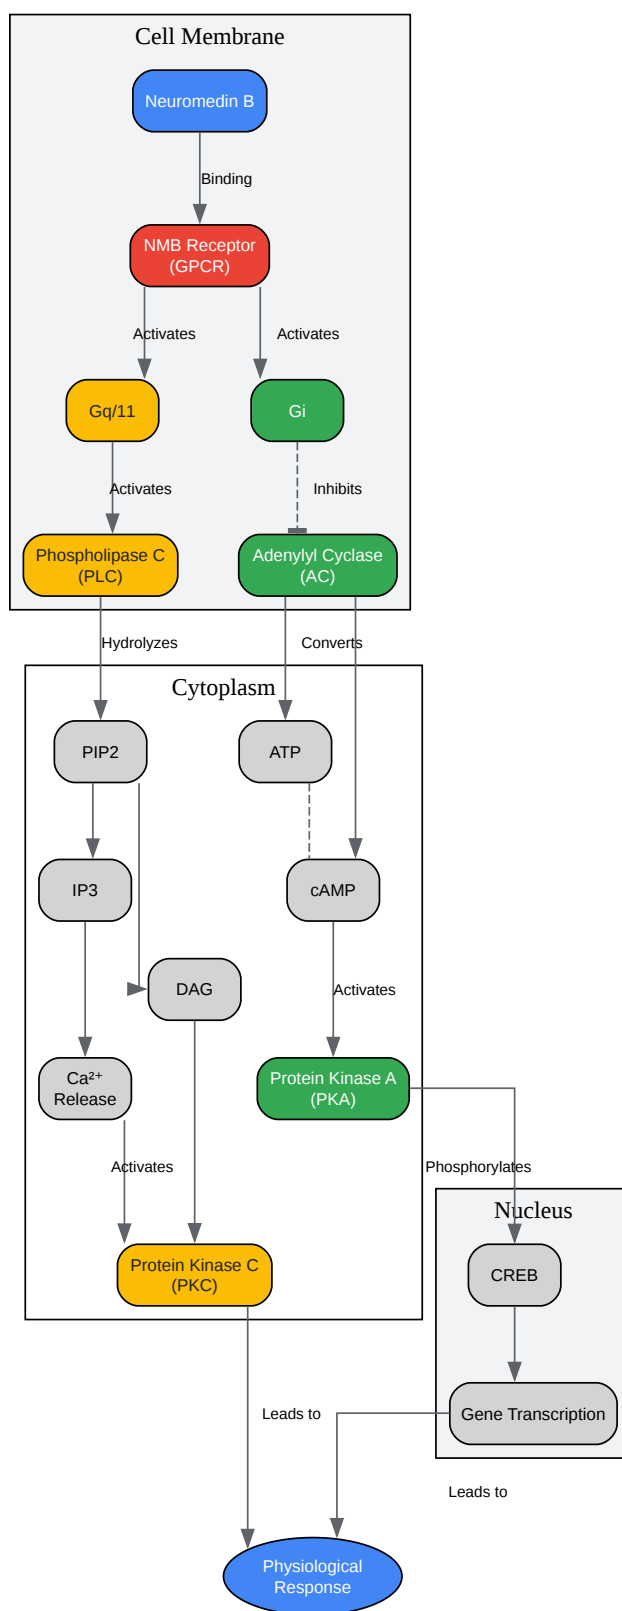 Cell Membrane
Neuromedin B
Binding
NMB Receptor
(GPCR)
Activates
Activates
Gq/11
Gi
Activates
Inhibits
Phospholipase C
(PLC)
Adenylyl Cyclase
(AC)
Hydrolyzes
Converts
Cytoplasm
PIP2
ATP
IP3
cAMP
DAG
Activates
Ca²⁺
Release
Protein Kinase A
(PKA)
Activates
Phosphorylates
Nucleus
Protein Kinase C
(PKC)
CREB
Leads to
Gene Transcription
Leads to
Physiological
Response